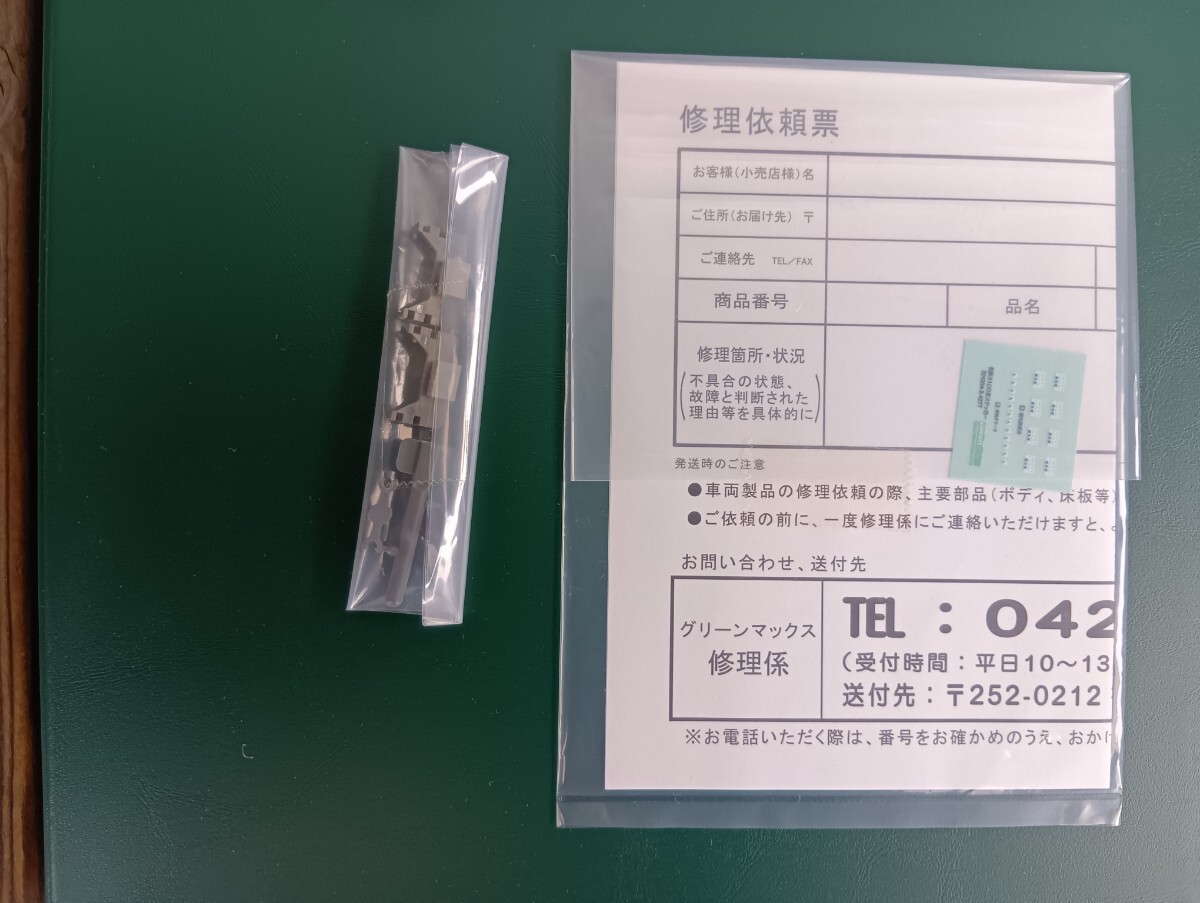 修理依頼票
お客様(小売店様)名
ご住所(お届け先) 〒
ご連絡先 TEL/FAX
商品番号
品名
修理箇所・状況
(不具合の状態、
故障と判断された
理由等を具体的に)
発送時のご注意
●車両製品の修理依頼の際、主要部品(ボディ、床板等)
●ご依頼の前に、一度修理係にご連絡いただけますと、
お問い合わせ、送付先
グリーンマックス
修理係
TEL:042
(受付時間:平日10〜13
送付先:〒252-0212
※お電話いただく際は、番号をお確かめのうえ、おかけ